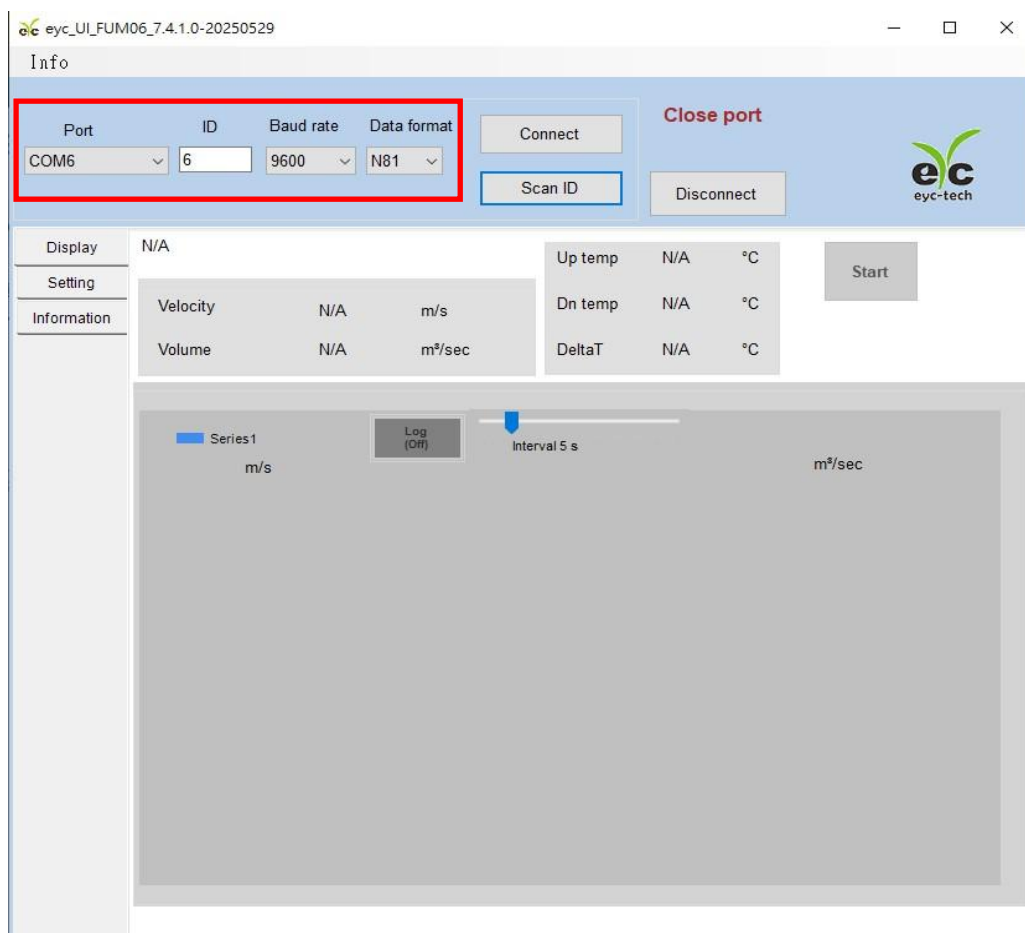 eyc eyc_UI_FUM06_7.4.1.0-20250529
Info
Port ID Baud rate Data format
COM6 6 9600 N81
Connect
Scan ID
Close port
Disconnect
eyc
eyc-tech
Display
Setting
Information
N/A
Velocity N/A m/s
Volume N/A m³/sec
Up temp N/A °C
Dn temp N/A °C
DeltaT N/A °C
Start
Series1
m/s
Log
(Off)
Interval 5 s
m³/sec